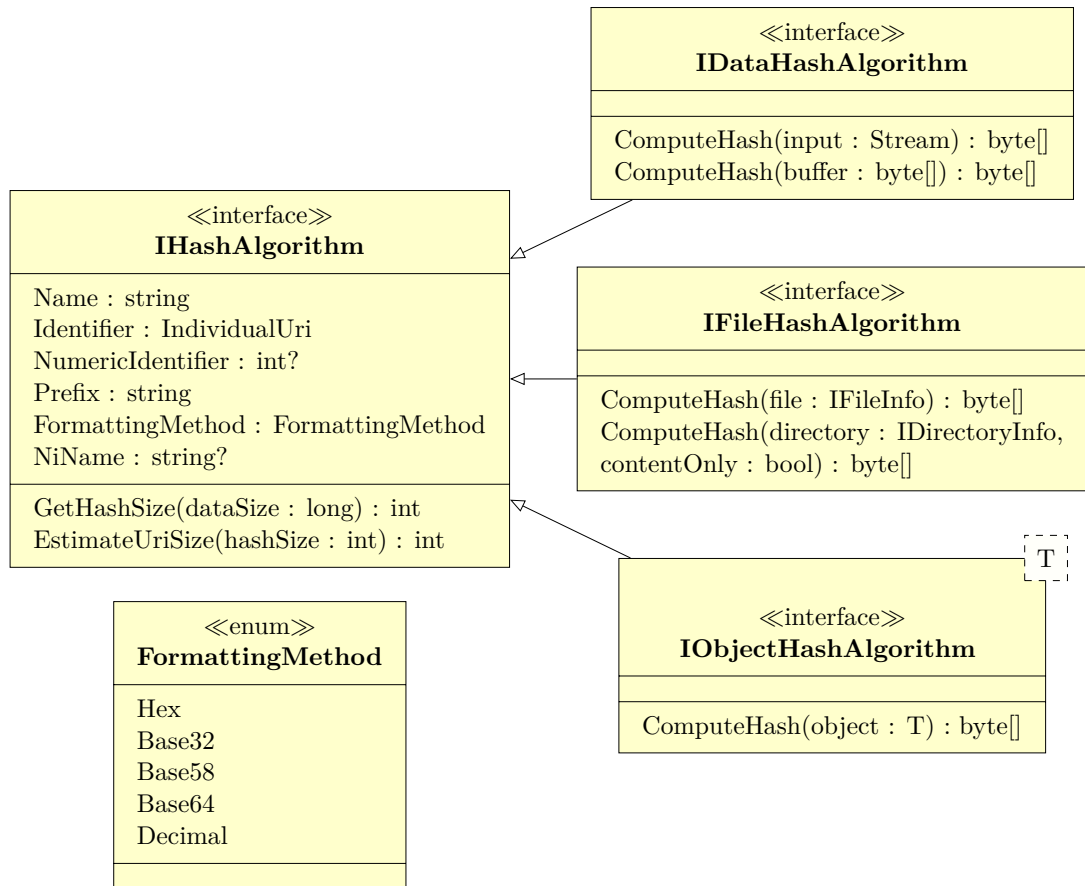 ≪interface≫
IDataHashAlgorithm
ComputeHash(input : Stream) : byte[]
ComputeHash(buffer : byte[]) : byte[]
≪interface≫
IHashAlgorithm
Name : string
Identifier : IndividualUri
NumericIdentifier : int?
Prefix : string
FormattingMethod : FormattingMethod
NiName : string?
GetHashSize(dataSize : long) : int
EstimateUriSize(hashSize : int) : int
≪interface≫
IFileHashAlgorithm
ComputeHash(file : IFileInfo) : byte[]
ComputeHash(directory : IDirectoryInfo,
contentOnly : bool) : byte[]
T
≪interface≫
IObjectHashAlgorithm
ComputeHash(object : T) : byte[]
≪enum≫
FormattingMethod
Hex
Base32
Base58
Base64
Decimal